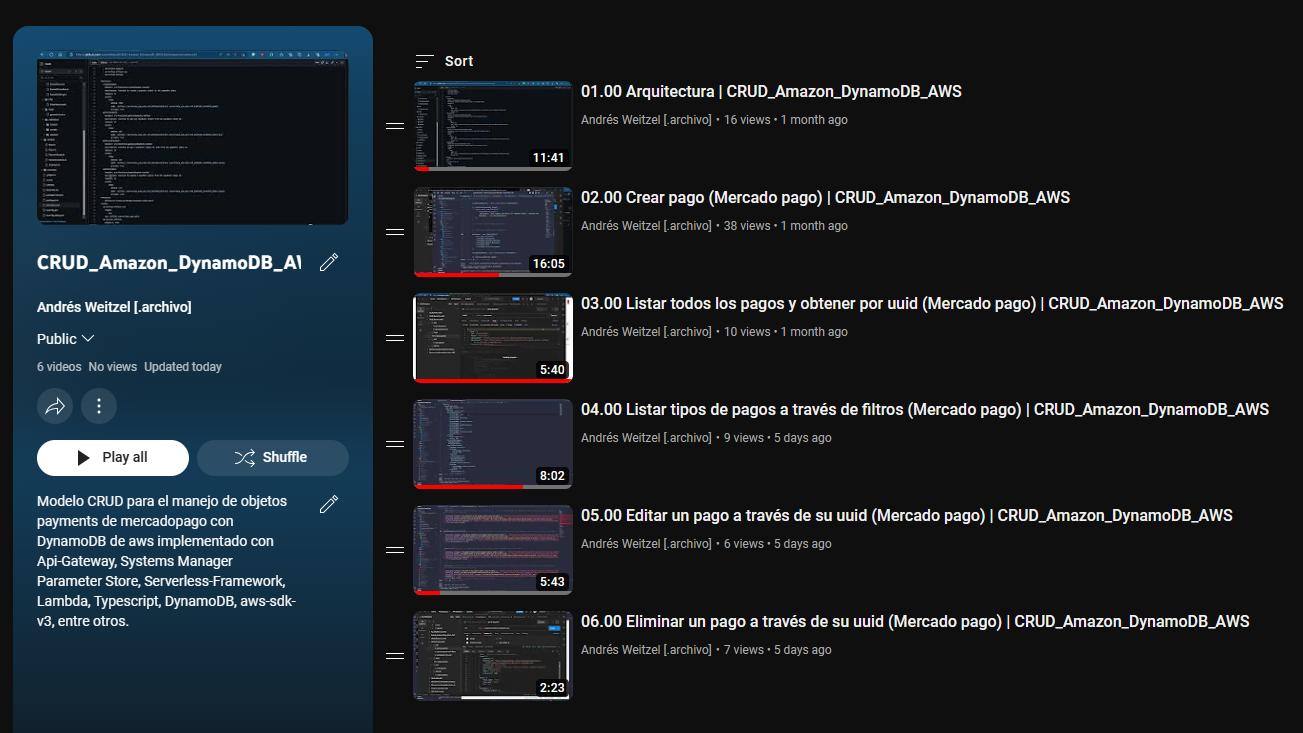 CRUD_Amazon_DynamoDB_A
Andrés Weitzel [.archivo]
Public
6 videos No views Updated today
Play all
Shuffle
Modelo CRUD para el manejo de objetos
payments de mercadopago con
DynamoDB de aws implementado con
Api-Gateway, Systems Manager
Parameter Store, Serverless-Framework,
Lambda, Typescript, DynamoDB, aws-sdk-
v3, entre otros.
Sort
11:41
01.00 Arquitectura | CRUD_Amazon_DynamoDB_AWS
Andrés Weitzel [.archivo] • 16 views • 1 month ago
16:05
02.00 Crear pago (Mercado pago) | CRUD_Amazon_DynamoDB_AWS
Andrés Weitzel [.archivo] • 38 views • 1 month ago
5:40
03.00 Listar todos los pagos y obtener por uuid (Mercado pago) | CRUD_Amazon_DynamoDB_AWS
Andrés Weitzel [.archivo] • 10 views • 1 month ago
8:02
04.00 Listar tipos de pagos a través de filtros (Mercado pago) | CRUD_Amazon_DynamoDB_AWS
Andrés Weitzel [.archivo] • 9 views • 5 days ago
5:43
05.00 Editar un pago a través de su uuid (Mercado pago) | CRUD_Amazon_DynamoDB_AWS
Andrés Weitzel [.archivo] • 6 views • 5 days ago
2:23
06.00 Eliminar un pago a través de su uuid (Mercado pago) | CRUD_Amazon_DynamoDB_AWS
Andrés Weitzel [.archivo] • 7 views • 5 days ago